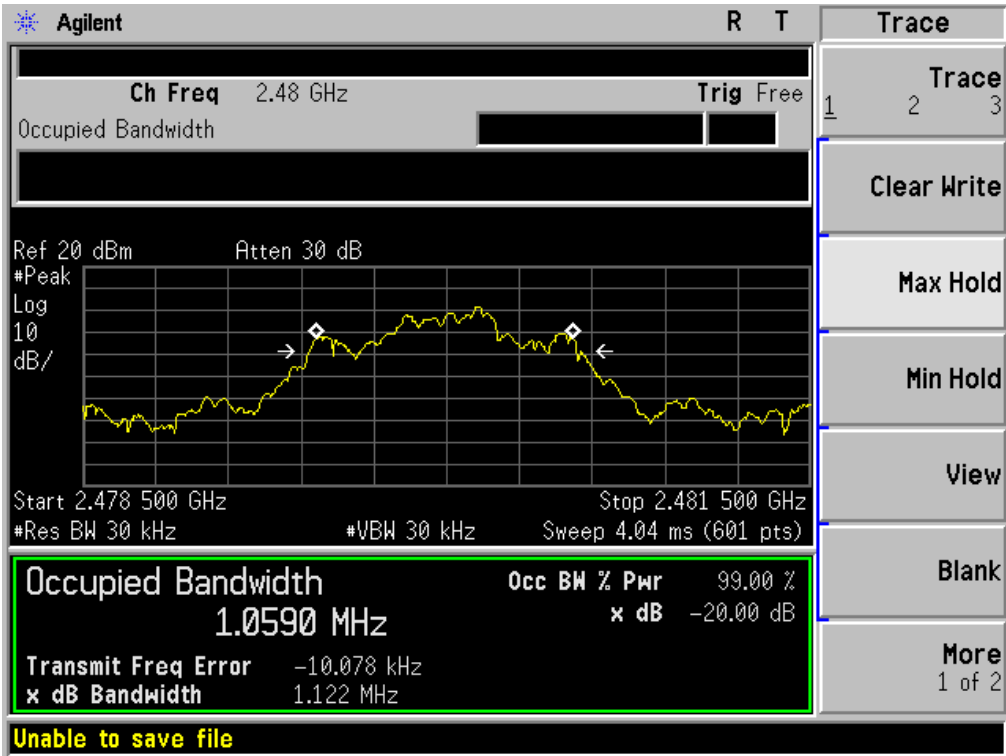 Agilent R T
Ch Freq 2.48 GHz Trig Free
Occupied Bandwidth
Ref 20 dBm Atten 30 dB
#Peak
Log
10
dB/
Start 2.478 500 GHz Stop 2.481 500 GHz
#Res BW 30 kHz #VBW 30 kHz Sweep 4.04 ms (601 pts)
Occupied Bandwidth Occ BW % Pwr 99.00 %
1.0590 MHz x dB -20.00 dB
Transmit Freq Error -10.078 kHz
x dB Bandwidth 1.122 MHz
Unable to save file
Trace
Trace
1 2 3
Clear Write
Max Hold
Min Hold
View
Blank
More
1 of 2